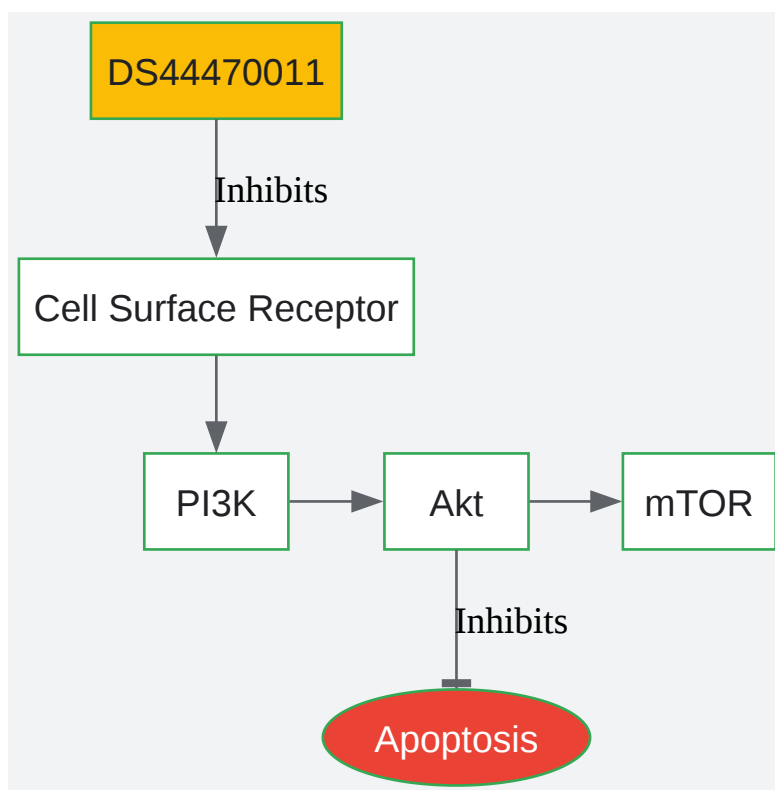 DS44470011
Inhibits
Cell Surface Receptor
PI3K
Akt
mTOR
Inhibits
Apoptosis